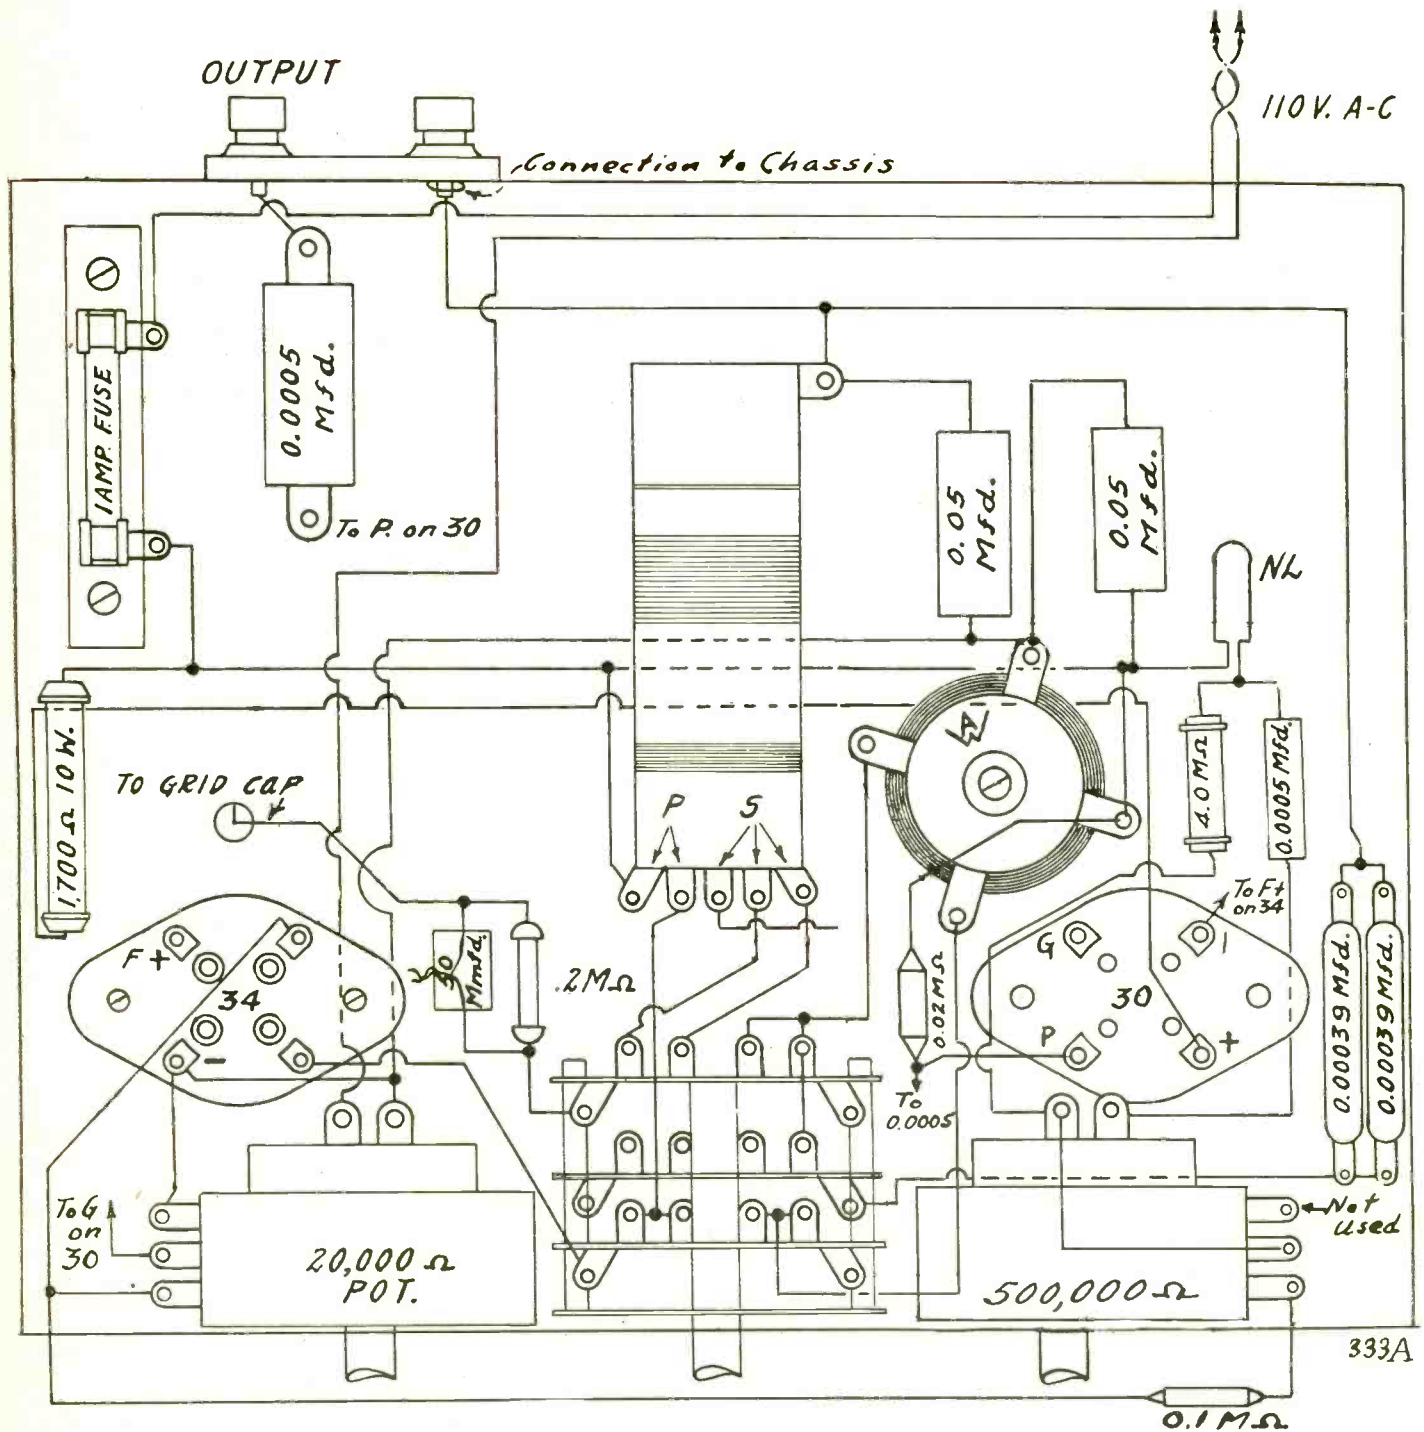 OUTPUT
110 V. A-C
Connection to Chassis
1 AMP. FUSE
0.0005
Mfd.
To P. on 30
0.05
Mfd.
0.05
Mfd.
NL
1,700 Ω 10 W.
TO GRID CAP
P
S
4.0 MΩ
0.0005 Mfd.
F +
34
-
50
Mmfd.
.2 MΩ
0.02 MΩ
To
0.0005
G
30
P
+
-
To F+
on 34
0.00039 Mfd.
0.00039 Mfd.
To G
on
30
20,000 Ω
POT.
500,000 Ω
Not
Used
333A
0.1 MΩ